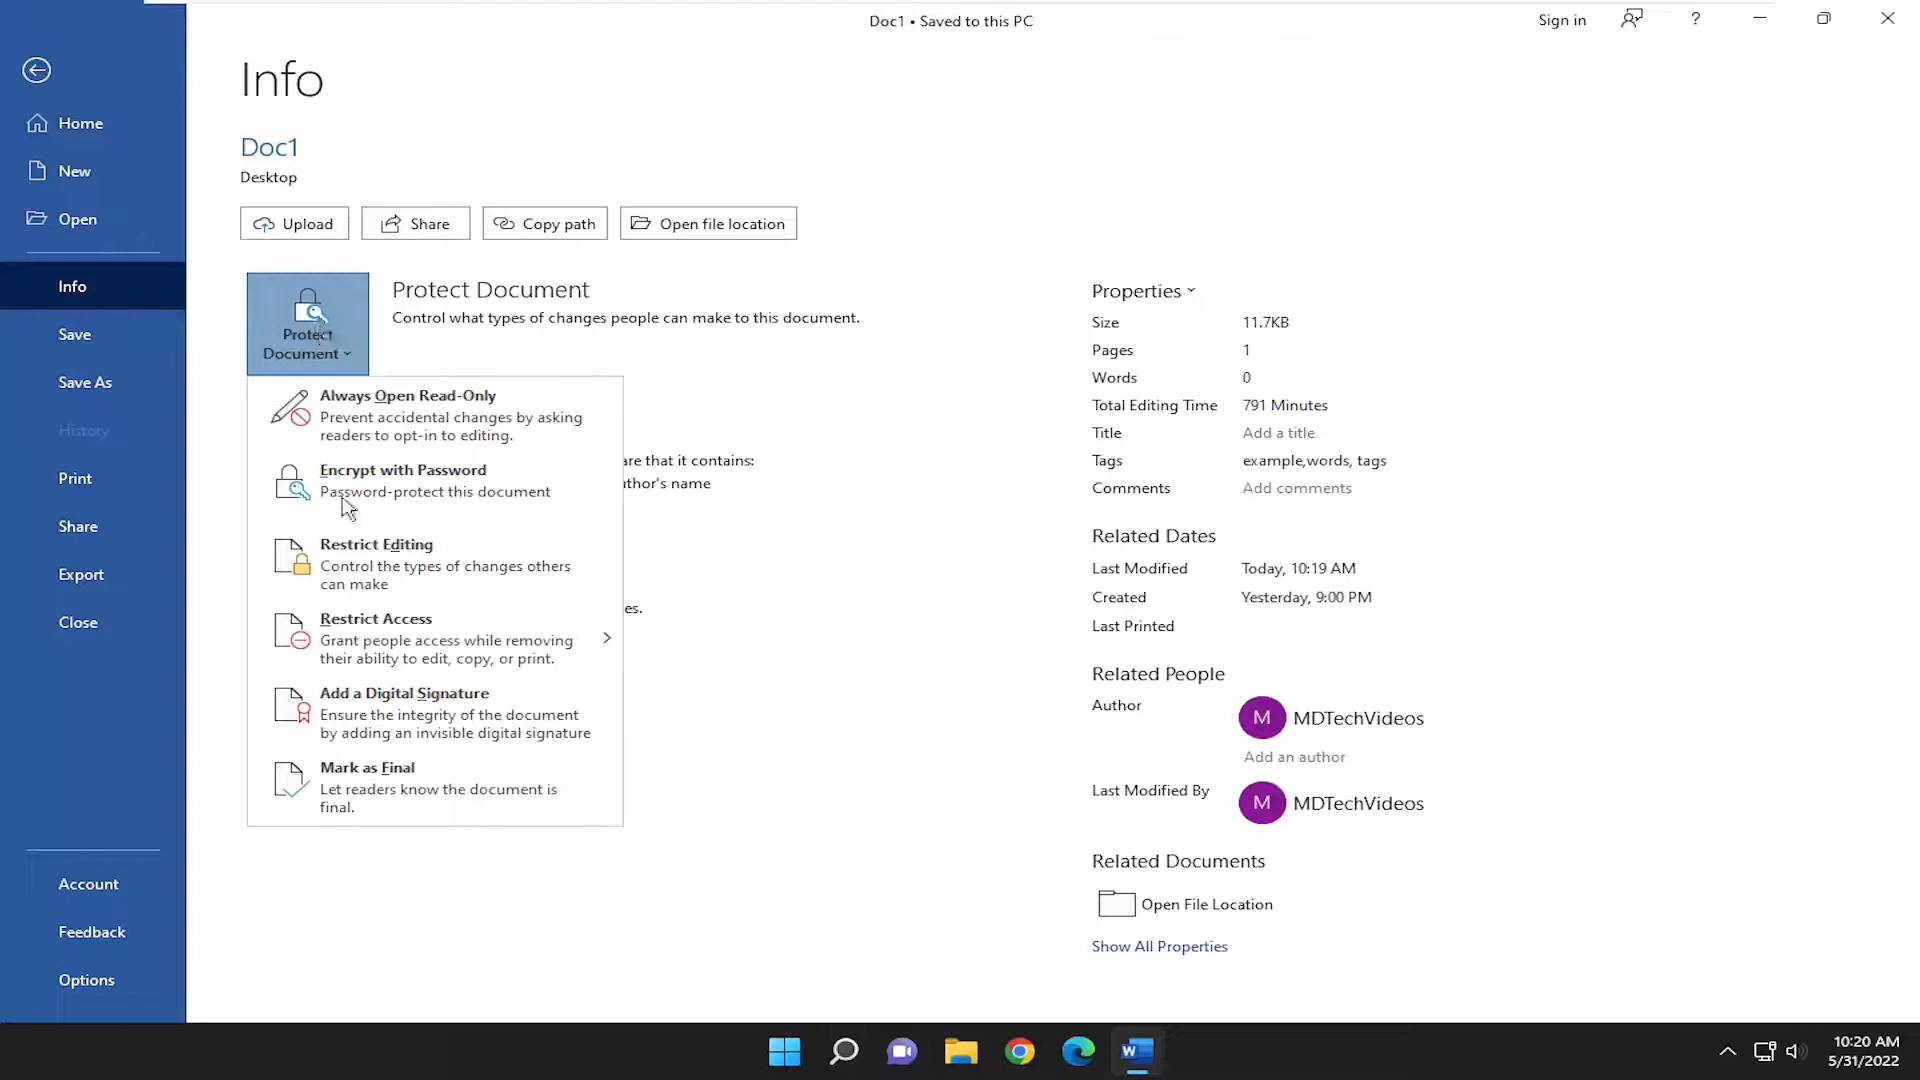 Doc1 • Saved to this PC
Sign in
?
Info
Home
New
Open
Info
Save
Save As
History
Print
Share
Export
Close
Account
Feedback
Options
Doc1
Desktop
Upload
Share
Copy path
Open file location
Protect
Document
Protect Document
Control what types of changes people can make to this document.
Always Open Read-Only
Prevent accidental changes by asking
readers to opt-in to editing.
Encrypt with Password
Password-protect this document
Restrict Editing
Control the types of changes others
can make
Restrict Access
Grant people access while removing
their ability to edit, copy, or print.
Add a Digital Signature
Ensure the integrity of the document
by adding an invisible digital signature
Mark as Final
Let readers know the document is
final.
are that it contains:
thor's name
es.
Properties
Size 11.7KB
Pages 1
Words 0
Total Editing Time 791 Minutes
Title Add a title
Tags example,words, tags
Comments Add comments
Related Dates
Last Modified Today, 10:19 AM
Created Yesterday, 9:00 PM
Last Printed
Related People
Author M MDTechVideos
Add an author
Last Modified By M MDTechVideos
Related Documents
Open File Location
Show All Properties
W
10:20 AM
5/31/2022